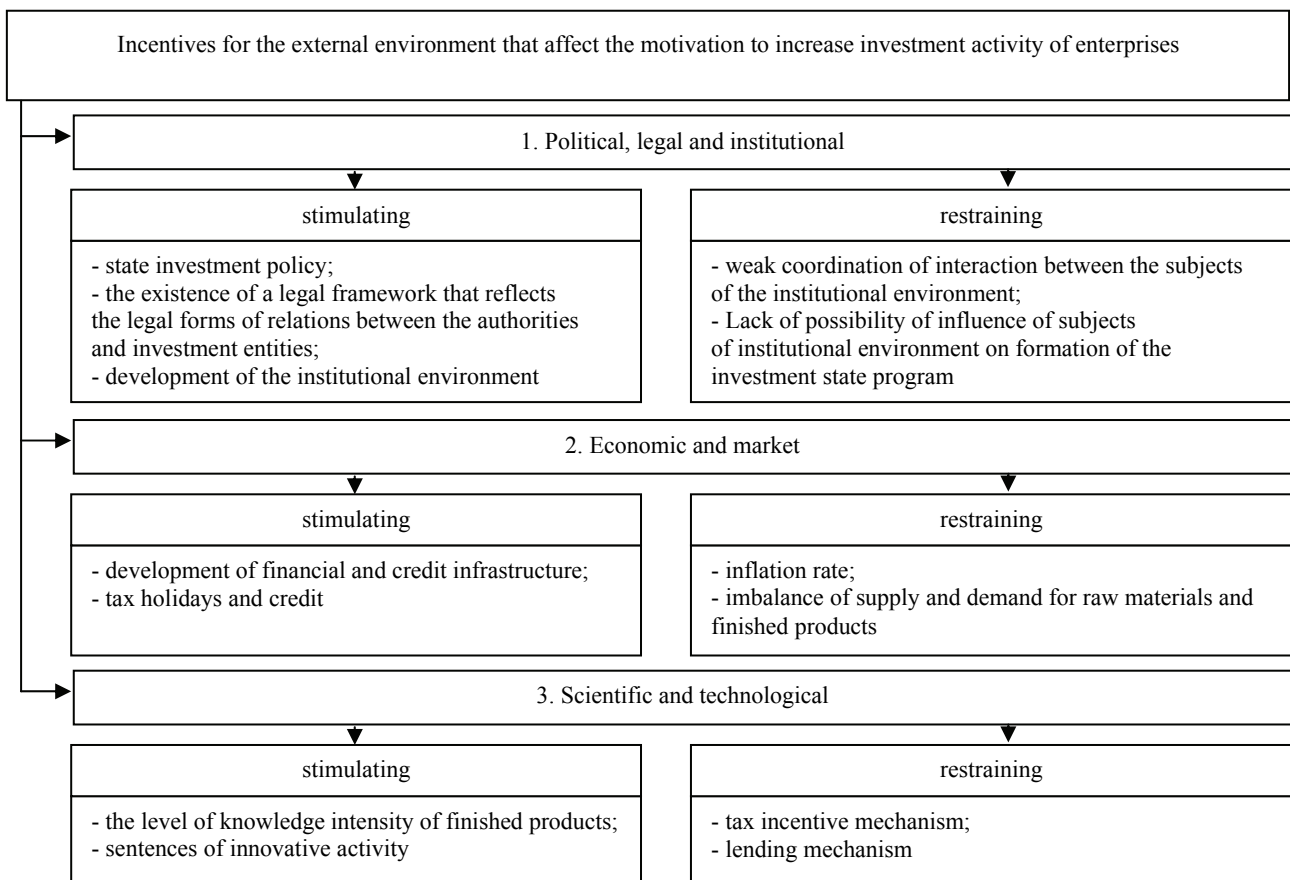 Incentives for the external environment that affect the motivation to increase investment activity of enterprises
1. Political, legal and institutional
stimulating
- state investment policy;
- the existence of a legal framework that reflects
the legal forms of relations between the authorities
and investment entities;
- development of the institutional environment
restraining
- weak coordination of interaction between the subjects
of the institutional environment;
- Lack of possibility of influence of subjects
of institutional environment on formation of the
investment state program
2. Economic and market
stimulating
- development of financial and credit infrastructure;
- tax holidays and credit
restraining
- inflation rate;
- imbalance of supply and demand for raw materials and
finished products
3. Scientific and technological
stimulating
- the level of knowledge intensity of finished products;
- sentences of innovative activity
restraining
- tax incentive mechanism;
- lending mechanism